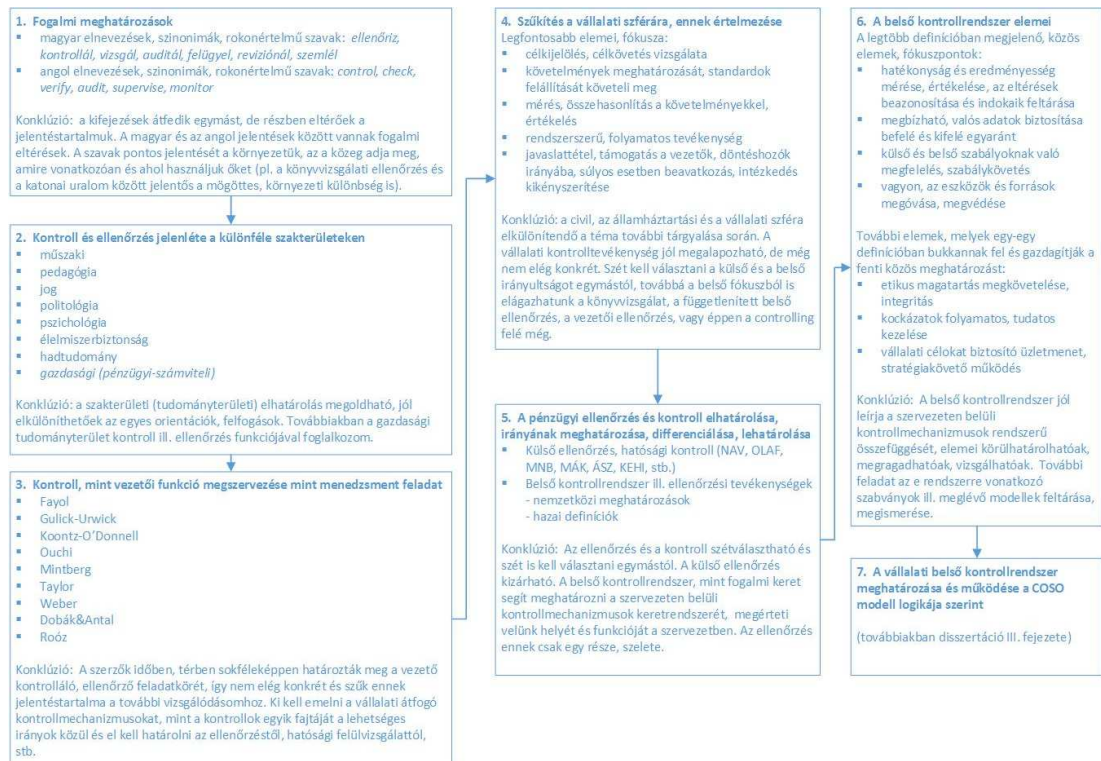 1. Fogalmi meghatározások
▪ magyar elnevezések, szinonimák, rokonértelmű szavak: ellenőriz,
kontrollál, vizsgál, auditál, felügyel, revíziónál, szemlél
▪ angol elnevezések, szinonimák, rokonértelmű szavak: control, check,
verify, audit, supervise, monitor
Konklúzió: a kifejezések átfedik egymást, de részben eltérőek a
jelentéstartalmuk. A magyar és az angol jelentések között vannak fogalmi
eltérések. A szavak pontos jelentését a környezetük, az a közeg adja meg,
amire vonatkozóan és ahol használjuk őket (pl. a könyvvizsgálati ellenőrzés és
a katonai uralom között jelentős a mögöttes, környezeti különbség is).
2. Kontroll és ellenőrzés jelenléte a különféle szakterületeken
▪ műszaki
▪ pedagógia
▪ jog
▪ politológia
▪ pszichológia
▪ élelmiszerbiztonság
▪ hadtudomány
▪ gazdasági (pénzügyi-számviteli)
Konklúzió: a szakterületi (tudományterületi) elhatárolás megoldható, jól
elkülöníthetőek az egyes orientációk, felfogások. Továbbiakban a gazdasági
tudományterület kontroll ill. ellenőrzés funkciójával foglalkozom.
3. Kontroll, mint vezetői funkció megszervezése mint menedzsment feladat
▪ Fayol
▪ Gulick-Urwick
▪ Koontz-O'Donnell
▪ Ouchi
▪ Mintberg
▪ Taylor
▪ Weber
▪ Dobák&Antal
▪ Roóz
Konklúzió: A szerzők időben, térben sokféleképpen határozták meg a vezető
kontrolláló, ellenőrző feladatkörét, így nem elég konkrét és szűk ennek
jelentéstartalma a további vizsgálódásomhoz. Ki kell emelni a vállalati átfogó
kontrollmechanizmusokat, mint a kontrollok egyik fajtáját a lehetséges
irányok közül és el kell határolni az ellenőrzéstől, hatósági felülvizsgálattól,
stb.
4. Szűkítés a vállalati szférára, ennek értelmezése
Legfontosabb elemei, fókusza:
▪ célkijelölés, célkövetés vizsgálata
▪ követelmények meghatározását, standardok
felállítását követeli meg
▪ mérés, összehasonlítás a követelményekkel,
értékelés
▪ rendszerszerű, folyamatos tevékenység
▪ javaslattétel, támogatás a vezetők, döntéshozók
irányába, súlyos esetben beavatkozás, intézkedés
kikényszerítése
Konklúzió: a civil, az államháztartási és a vállalati szféra
elkülönítendő a téma további tárgyalása során. A
vállalati kontrolltevékenység jól megalapozható, de még
nem elég konkrét. Szét kell választani a külső és a belső
irányultságot egymástól, továbbá a belső fókuszból is
elágazhatunk a könyvvizsgálat, a függetlenített belső
ellenőrzés, a vezetői ellenőrzés, vagy éppen a controlling
felé még.
5. A pénzügyi ellenőrzés és kontroll elhatárolása,
irányának meghatározása, differenciálása, lehatárolása
▪ Külső ellenőrzés, hatósági kontroll (NAV, OLAF,
MNB, MÁK, ÁSZ, KEHI, stb.)
▪ Belső kontrollrendszer ill. ellenőrzési tevékenységek
- nemzetközi meghatározások
- hazai definíciók
Konklúzió: Az ellenőrzés és a kontroll szétválasztható és
szét is kell választani egymástól. A külső ellenőrzés
kizárható. A belső kontrollrendszer, mint fogalmi keret
segít meghatározni a szervezeten belüli
kontrollmechanizmusok keretrendszerét, megérteti
velünk helyét és funkcióját a szervezetben. Az ellenőrzés
ennek csak egy része, szelete.
6. A belső kontrollrendszer elemei
A legtöbb definícióban megjelenő, közös
elemek, fókuszpontok:
▪ hatékonyság és eredményesség
mérése, értékelése, az eltérések
beazonosítása és indokaik feltárása
▪ megbízható, valós adatok biztosítása
befelé és kifelé egyaránt
▪ külső és belső szabályoknak való
megfelelés, szabálykövetés
▪ vagyon, az eszközök és források
megóvása, megvédése
További elemek, melyek egy-egy
definícióban bukkannak fel és gazdagítják a
fenti közös meghatározást:
▪ etikus magatartás megkövetelése,
integritás
▪ kockázatok folyamatos, tudatos
kezelése
▪ vállalati célokat biztosító üzletmenet,
stratégiakövető működés
Konklúzió: A belső kontrollrendszer jól
leírja a szervezeten belüli
kontrollmechanizmusok rendszerű
összefüggését, elemei körülhatárolhatóak,
megragadhatóak, vizsgálhatóak. További
feladat az e rendszerre vonatkozó
szabványok ill. meglévő modellek feltárása,
megismerése.
7. A vállalati belső kontrollrendszer
meghatározása és működése a COSO
modell logikája szerint
(továbbiakban disszertáció III. fejezete)